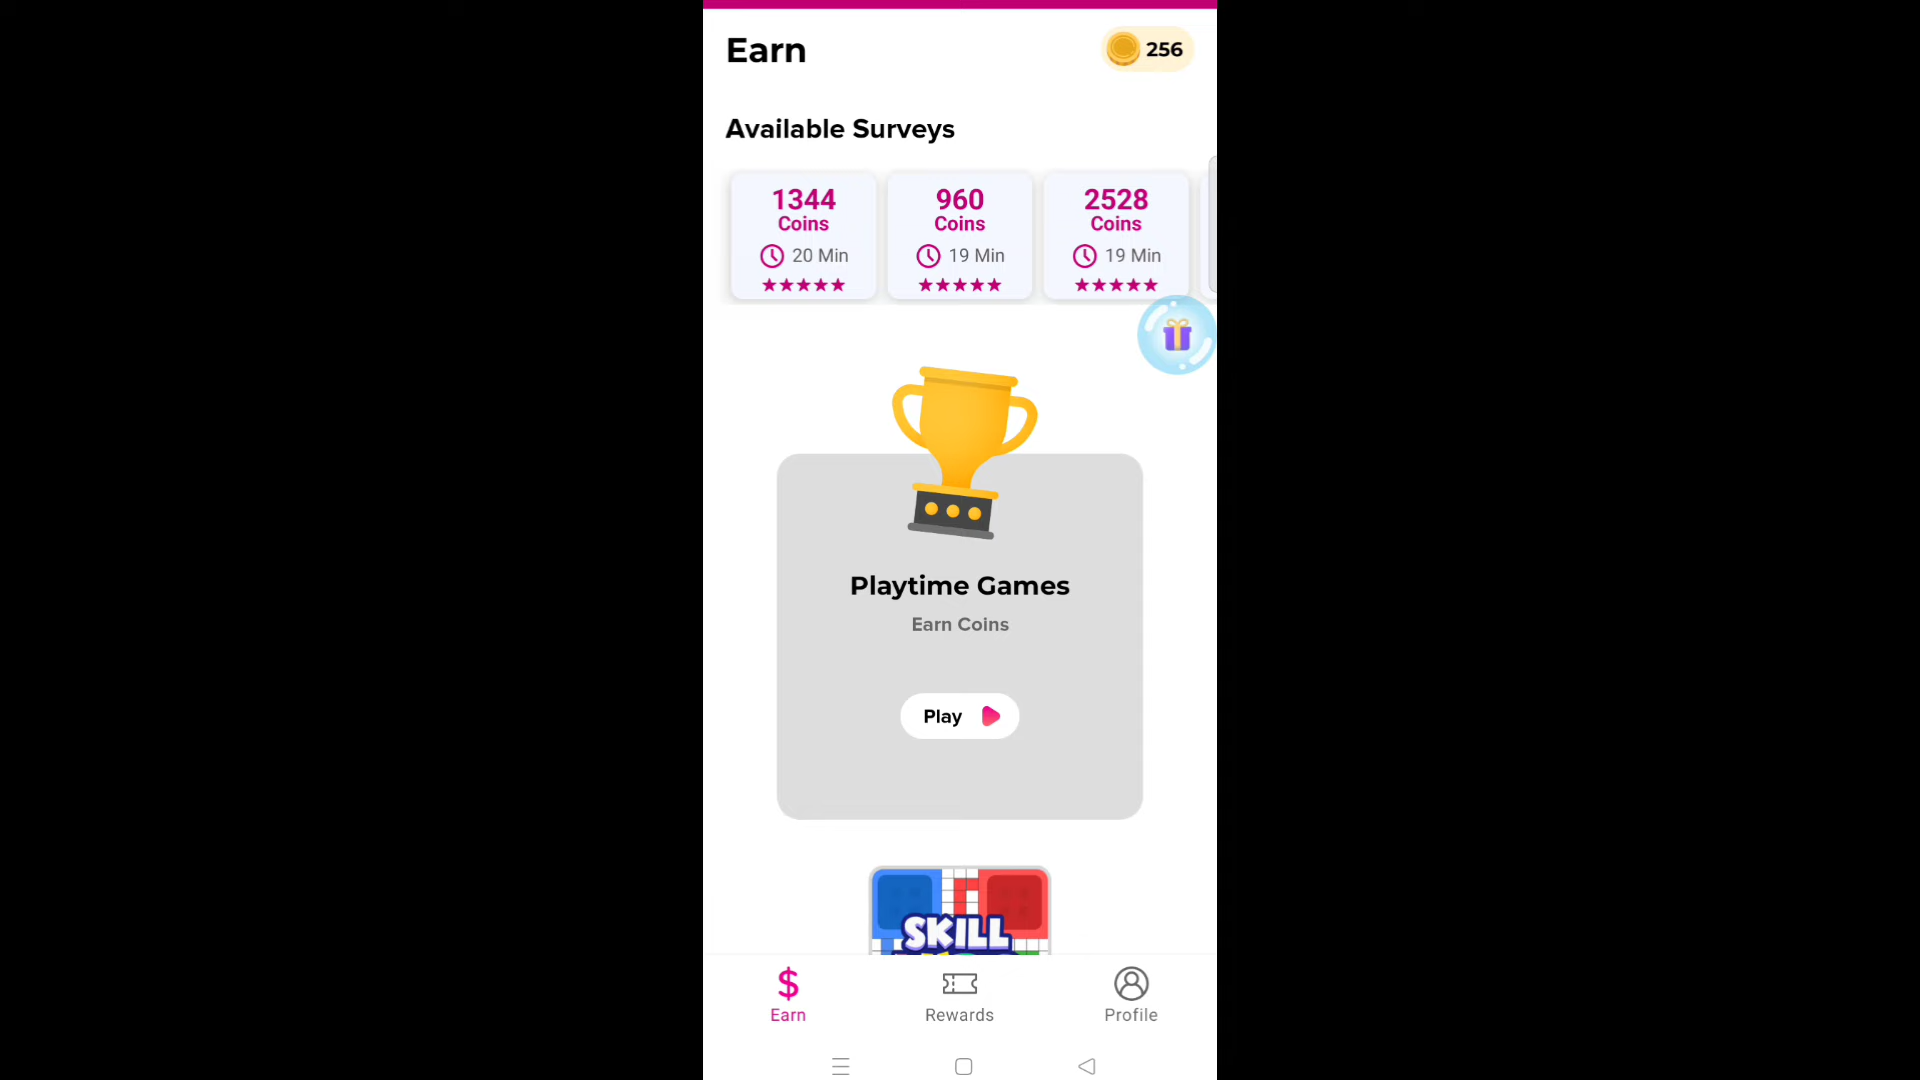 Earn
256
Available Surveys
1344
Coins
20 Min
960
Coins
19 Min
2528
Coins
19 Min
Playtime Games
Earn Coins
Play
SKILL
Earn
Rewards
Profile